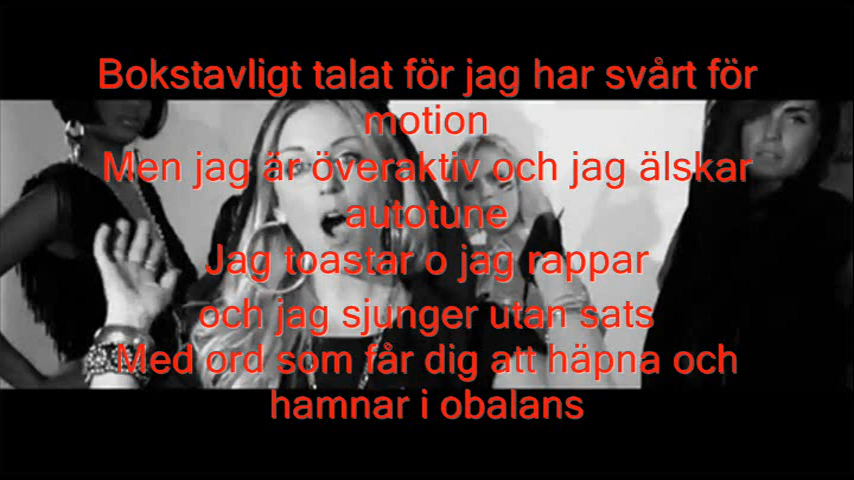 Bokstavligt talat för jag har svårt för
motion
Men jag är överaktiv och jag älskar
autotune
Jag toastar o jag rappar
och jag sjunger utan sats
Med ord som får dig att häpna och
hamnar i obalans